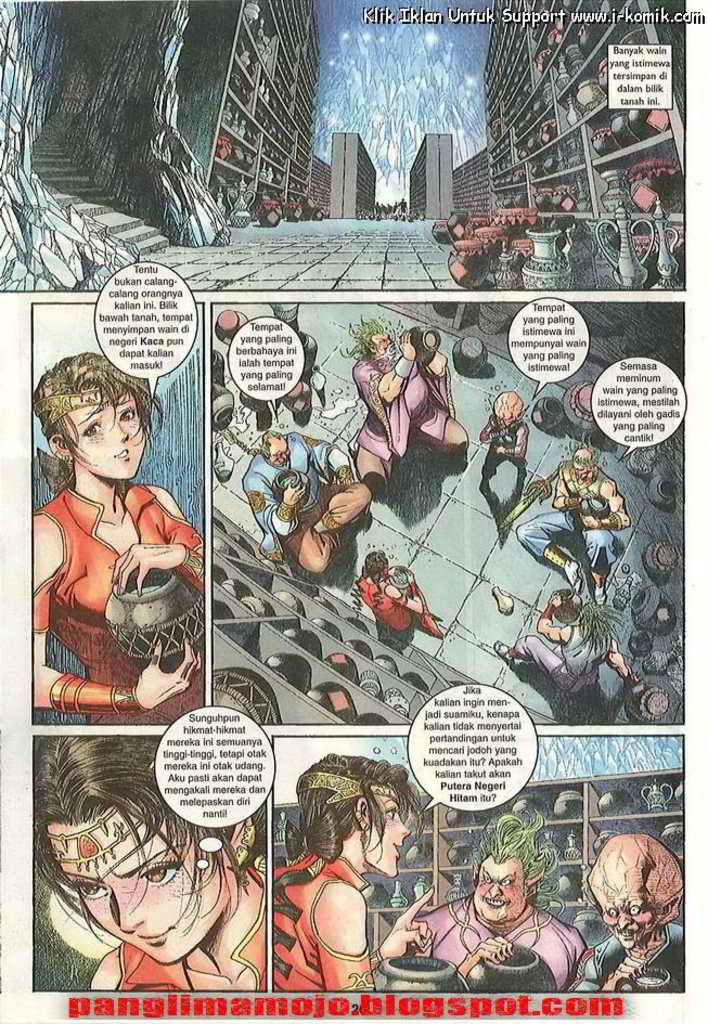 Klik Iklan Untuk Support www.i-komik.com
Banyak wain
yang istimewa
tersimpan di
dalam bilik
tanah ini.
Tentu
bukan calang-
calang orangnya
kalian ini. Bilik
bawah tanah, tempat
menyimpan wain di
negeri Kaca pun
dapat kalian
masuk!
Tempat
yang paling
berbahaya ini
ialah tempat
yang paling
selamat!
Tempat
yang paling
istimewa ini
mempunyai wain
yang paling
istimewa!
Semasa
meminum
wain yang paling
istimewa, mestilah
dilayani oleh gadis
yang paling
cantik!
Sungguhpun
hikmat-hikmat
mereka ini semuanya
tinggi-tinggi, tetapi otak
mereka ini otak udang.
Aku pasti akan dapat
mengakali mereka dan
melepaskan diri
nanti!
Jika
kalian ingin men-
jadi suamiku, kenapa
kalian tidak menyertai
pertandingan untuk
mencari jodoh yang
kuadakan itu? Apakah
kalian takut akan
Putera Negeri
Hitam itu?
panglimamojo.blogspot.com